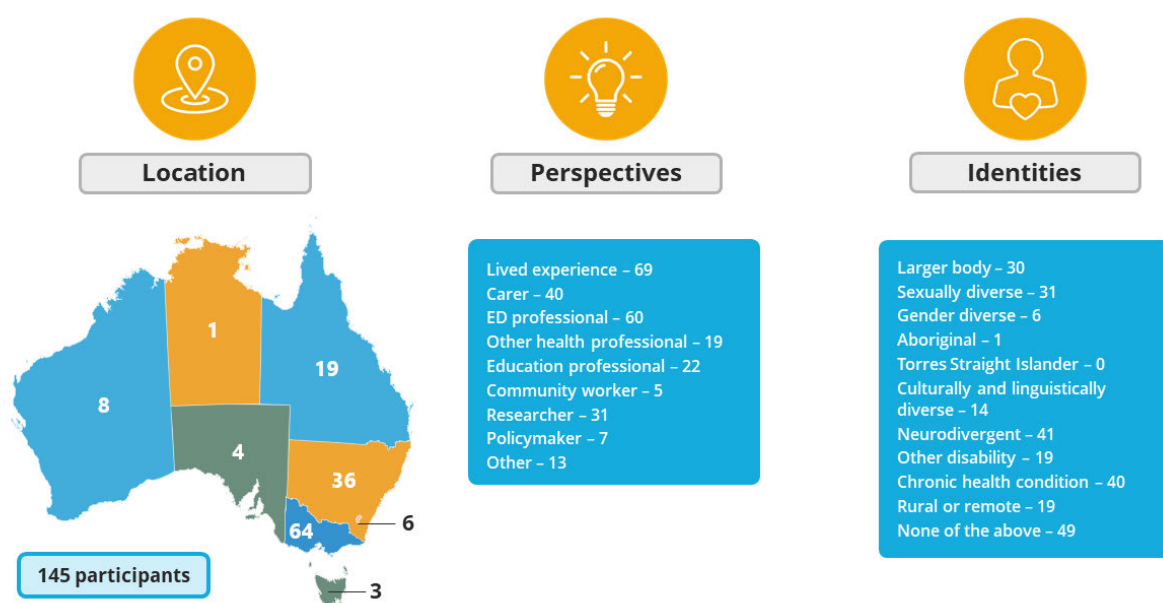 Location
1
8
19
4
36
64
6
3
145 participants
Perspectives
Lived experience – 69
Carer – 40
ED professional – 60
Other health professional – 19
Education professional – 22
Community worker – 5
Researcher – 31
Policymaker – 7
Other – 13
Identities
Larger body – 30
Sexually diverse – 31
Gender diverse – 6
Aboriginal – 1
Torres Straight Islander – 0
Culturally and linguistically
diverse – 14
Neurodivergent – 41
Other disability – 19
Chronic health condition – 40
Rural or remote – 19
None of the above – 49